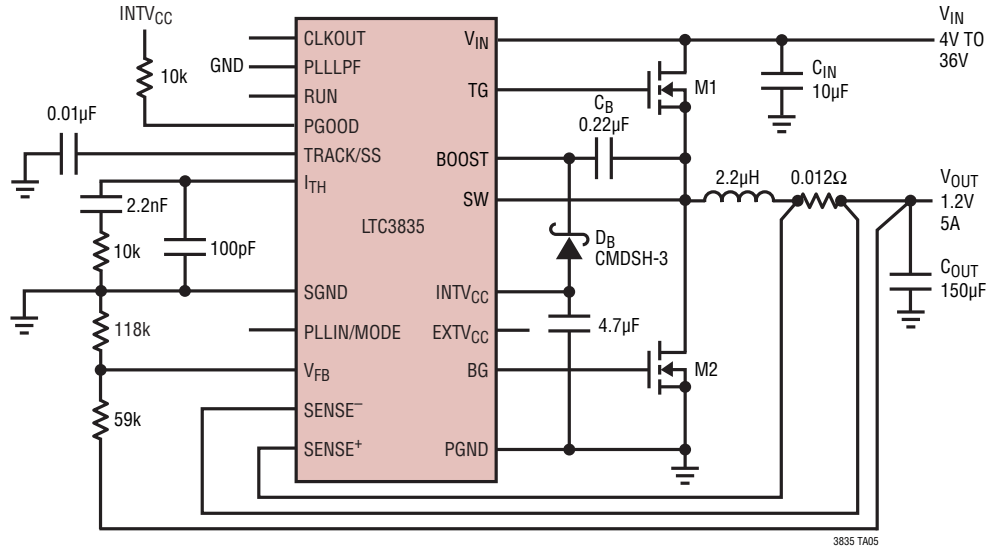 INTVCC
10k
GND
0.01µF
2.2nF
10k
100pF
118k
59k
CLKOUT
PLLLPF
RUN
PGOOD
TRACK/SS
ITH
SGND
PLLIN/MODE
VFB
SENSE–
SENSE+
LTC3835
VIN
TG
BOOST
SW
INTVCC
EXTVCC
BG
PGND
M1
CB
0.22µF
DB
CMDSH-3
4.7µF
M2
2.2µH
0.012Ω
CIN
10µF
VIN
4V TO
36V
VOUT
1.2V
5A
COUT
150µF
3835 TA05